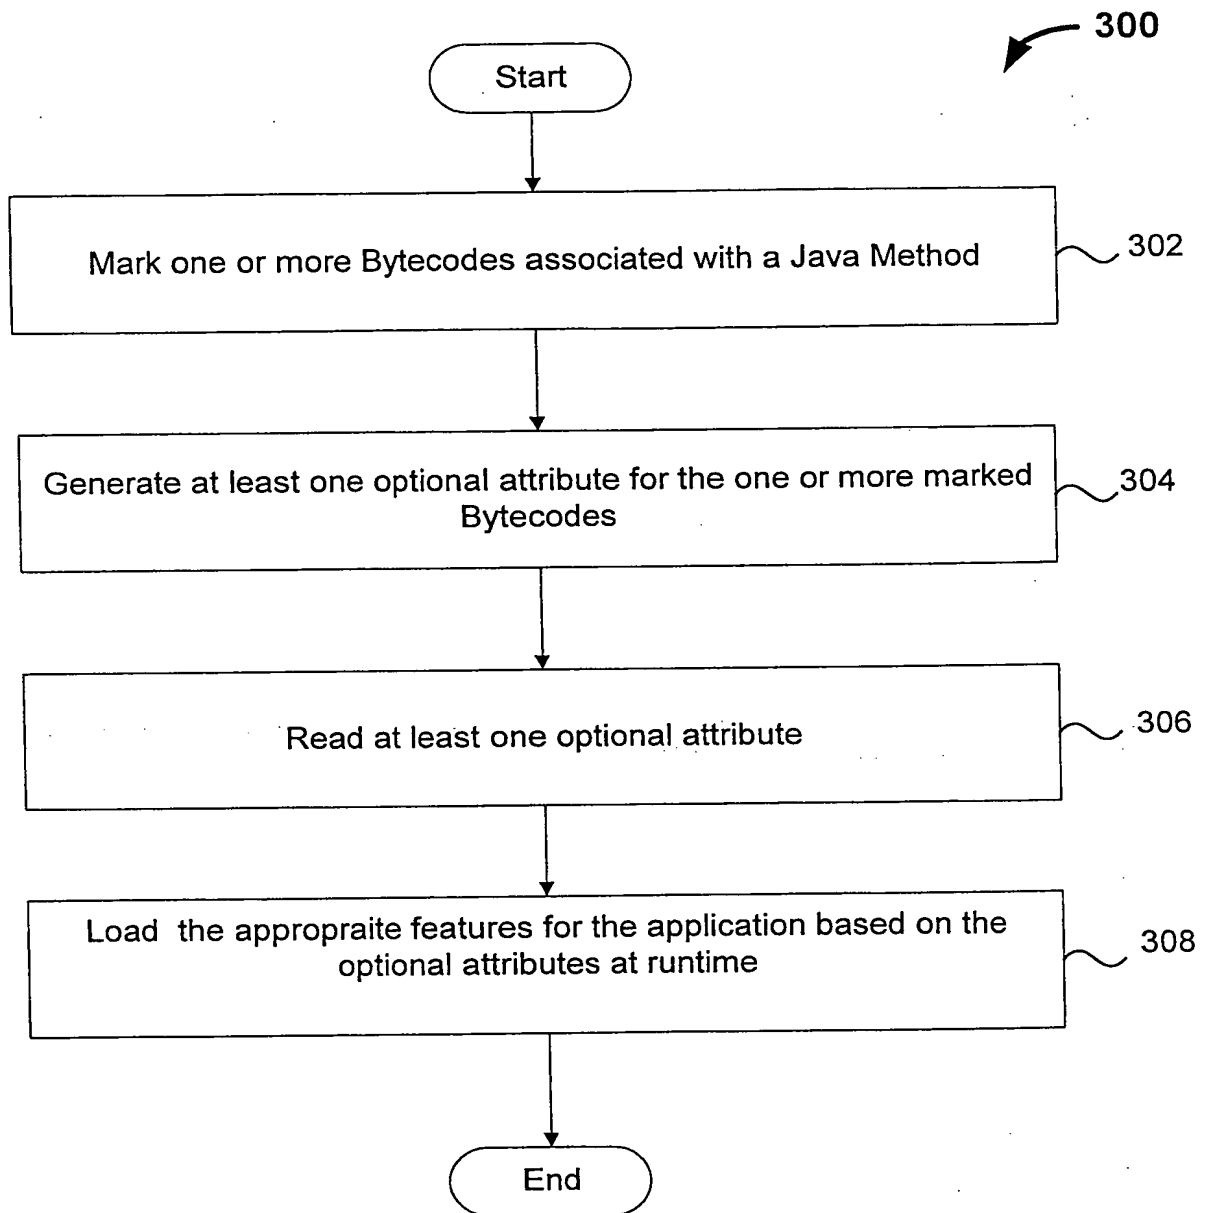 300
Start
Mark one or more Bytecodes associated with a Java Method
302
Generate at least one optional attribute for the one or more marked
Bytecodes
304
Read at least one optional attribute
306
Load the appropraite features for the application based on the
optional attributes at runtime
308
End